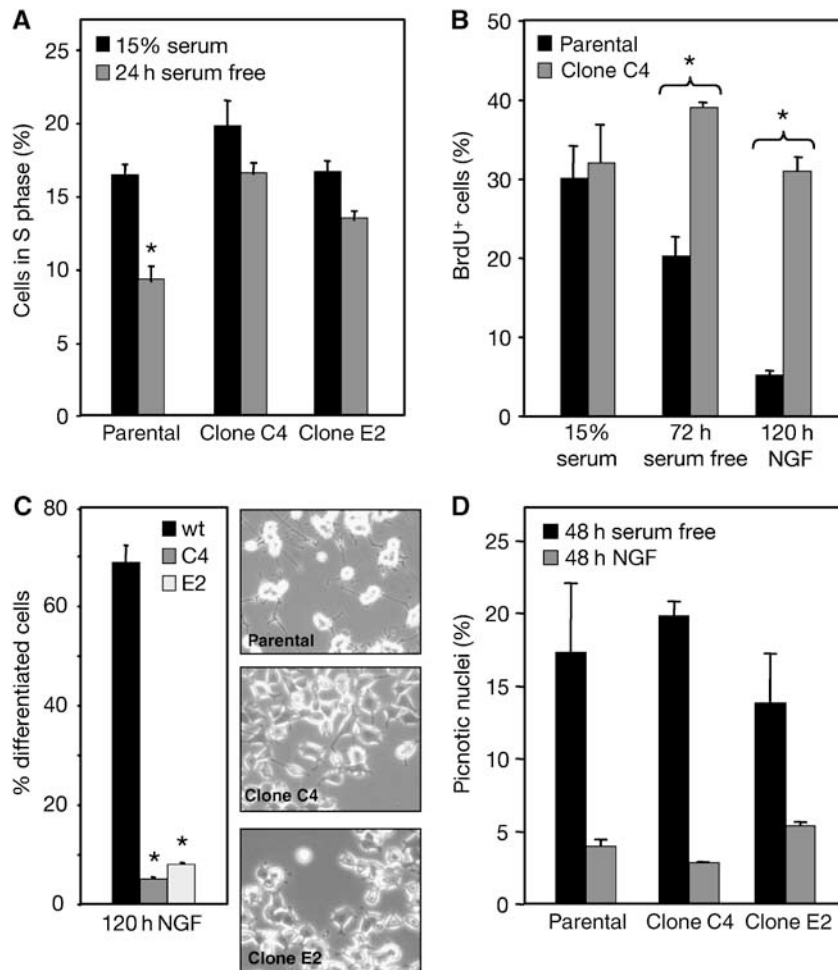 A
Cells in S phase (%)
25
20
15
10
5
0
15% serum
24 h serum free
*
Parental
Clone C4
Clone E2
B
BrdU⁺ cells (%)
50
40
30
20
10
0
Parental
Clone C4
*
*
15%
serum
72 h
serum free
120 h
NGF
C
% differentiated cells
80
60
40
20
0
wt
C4
E2
*
*
120 h NGF
Parental
Clone C4
Clone E2
D
Picnotic nuclei (%)
25
20
15
10
5
0
48 h serum free
48 h NGF
Parental
Clone C4
Clone E2